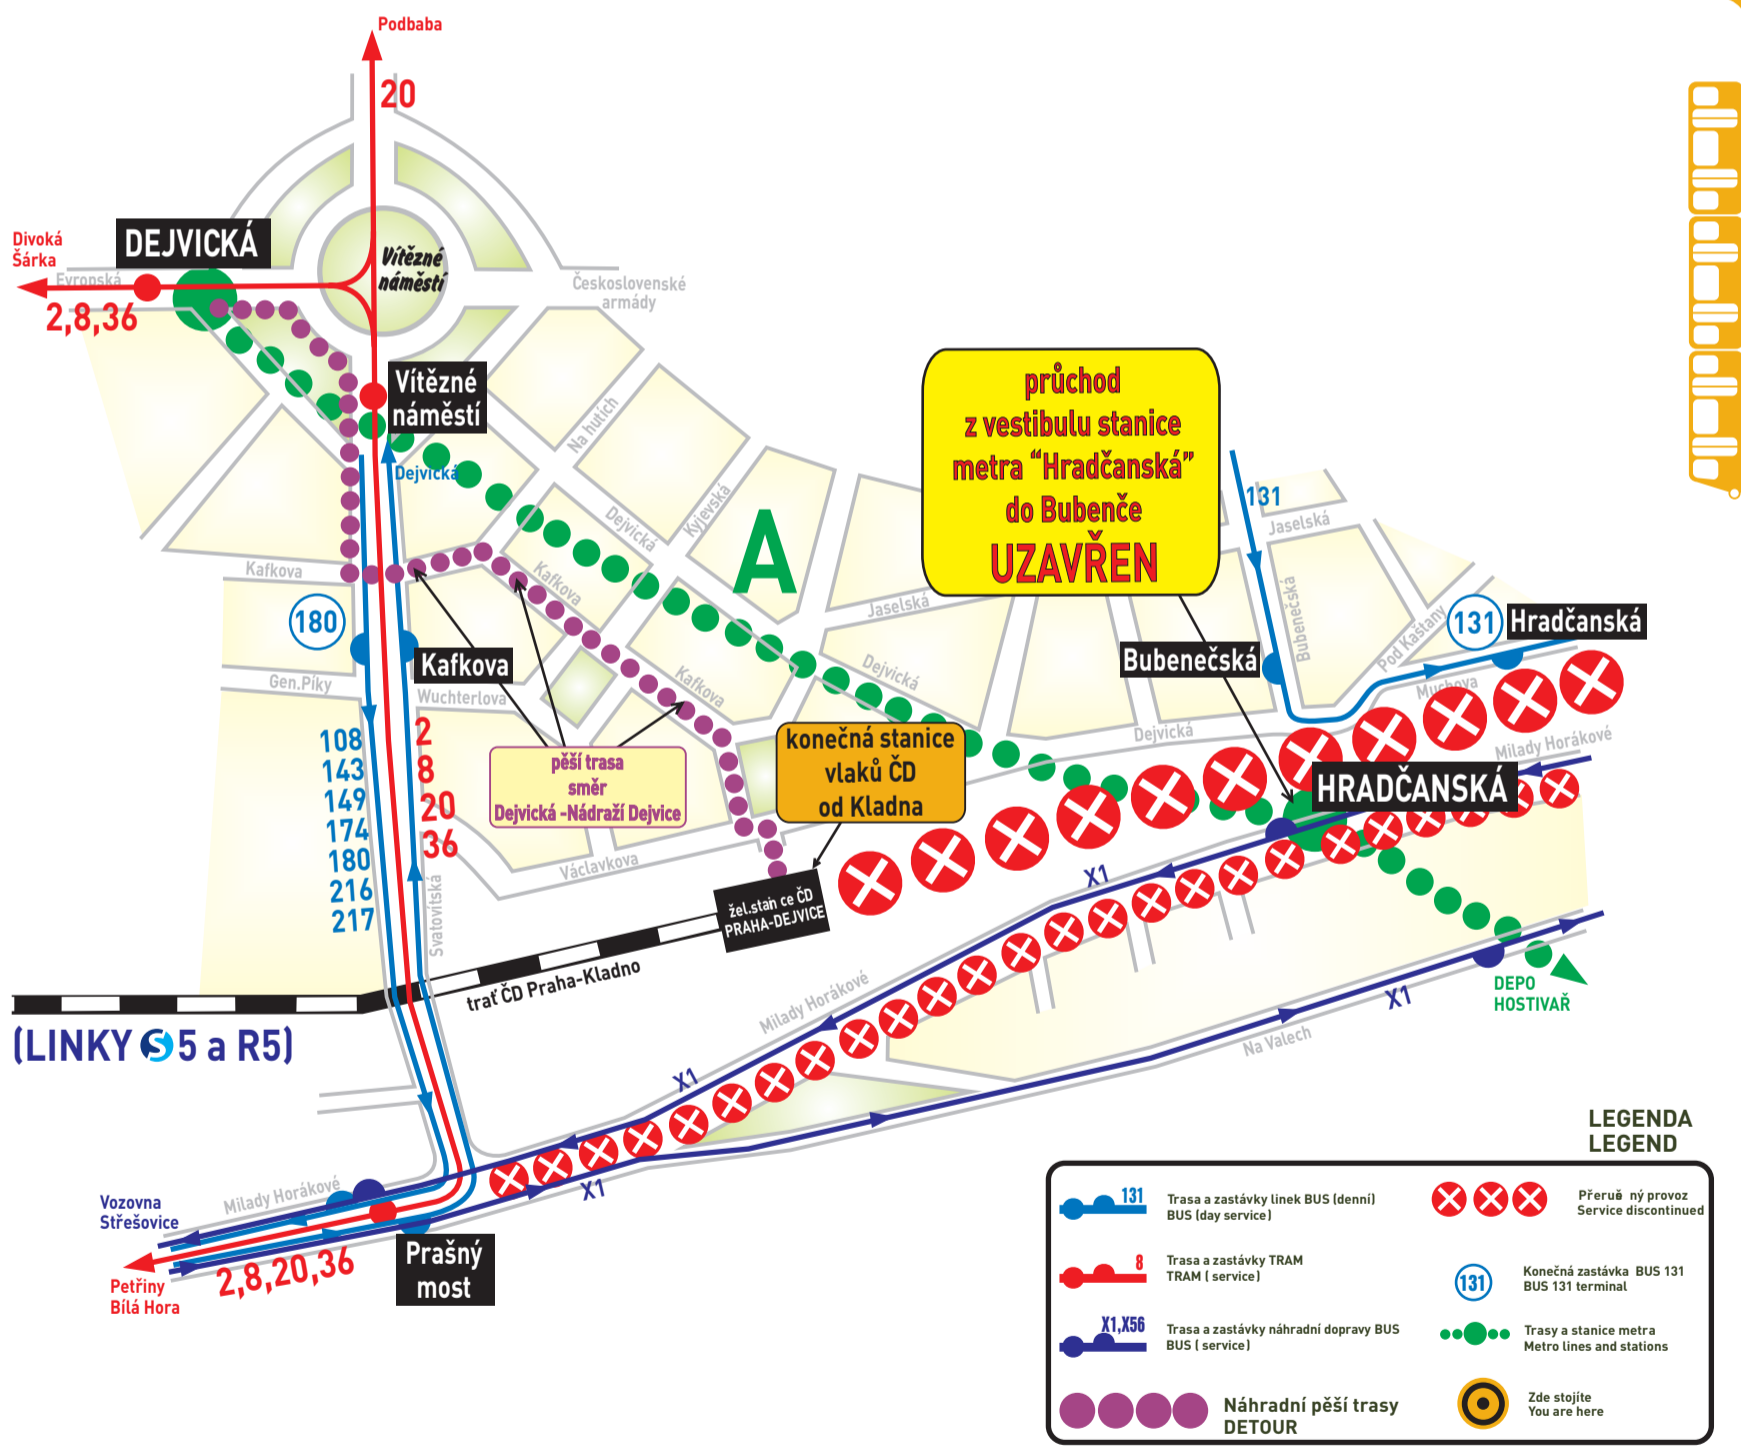 Podbaba
20
DEJVICKÁ
Divoká
Šárka
Evropská
2,8,36
Vítězné
náměstí
Československé
armády
Vítězné
náměstí
Dejvická
Na hutích
Dejvická
Kyjevská
A
průchod
z vestibulu stanice
metra “Hradčanská”
do Bubenče
UZAVŘEN
131
Jaselská
Jaselská
Bubenečská
Pod Kaštany
131
Hradčanská
Muchova
Bubenečská
Kafkova
Kafkova
180
Kafkova
Gen.Píky
Wuchterlova
Kafkova
Dejvická
Dejvická
Milady Horákové
108
143
149
174
180
216
217
2
8
20
36
pěší trasa
směr
Dejvická -Nádraží Dejvice
konečná stanice
vlaků ČD
od Kladna
HRADČANSKÁ
Václavkova
Svatovítská
žel.stanice ČD
PRAHA-DEJVICE
X1
trať ČD Praha-Kladno
(LINKY S 5 a R5)
Milady Horákové
X1
DEPO
HOSTIVAŘ
X1
Na Valech
X1
Milady Horákové
Vozovna
Střešovice
Petřiny
Bílá Hora
2,8,20,36
Prašný
most
LEGENDA
LEGEND
131
Trasa a zastávky linek BUS (denní)
BUS (day service)
8
Trasa a zastávky TRAM
TRAM ( service)
X1,X56
Trasa a zastávky náhradní dopravy BUS
BUS ( service)
Náhradní pěší trasy
DETOUR
ný provoz
Service discontinued
131
Konečná zastávka BUS 131
BUS 131 terminal
Trasy a stanice metra
Metro lines and stations
Zde stojíte
You are here